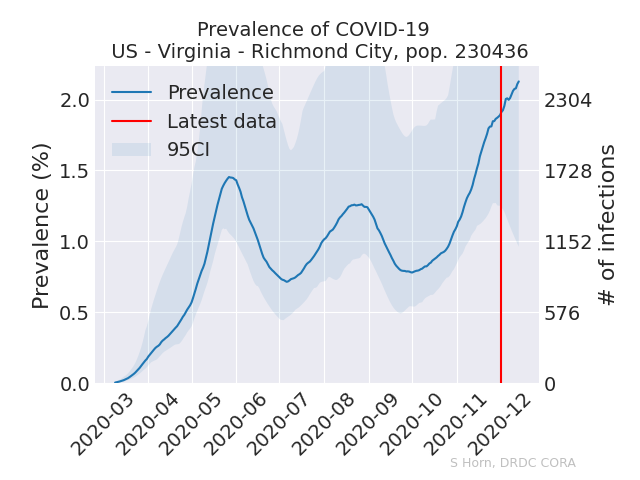 Prevalence of COVID-19
US - Virginia - Richmond City, pop. 230436
Prevalence
Latest data
95CI
Prevalence (%)
2.0
1.5
1.0
0.5
0.0
2304
1728
1152
576
0
# of infections
2020-03
2020-04
2020-05
2020-06
2020-07
2020-08
2020-09
2020-10
2020-11
2020-12
S Horn, DRDC CORA